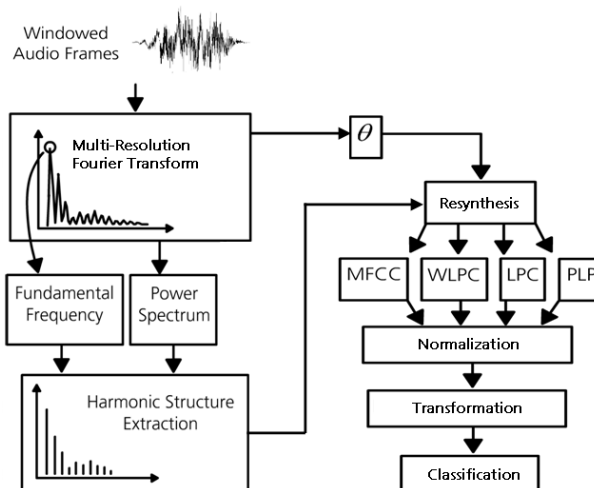 Windowed
Audio Frames
Multi-Resolution
Fourier Transform
θ
Resynthesis
MFCC
WLPC
LPC
PLP
Fundamental
Frequency
Power
Spectrum
Normalization
Harmonic Structure
Extraction
Transformation
Classification